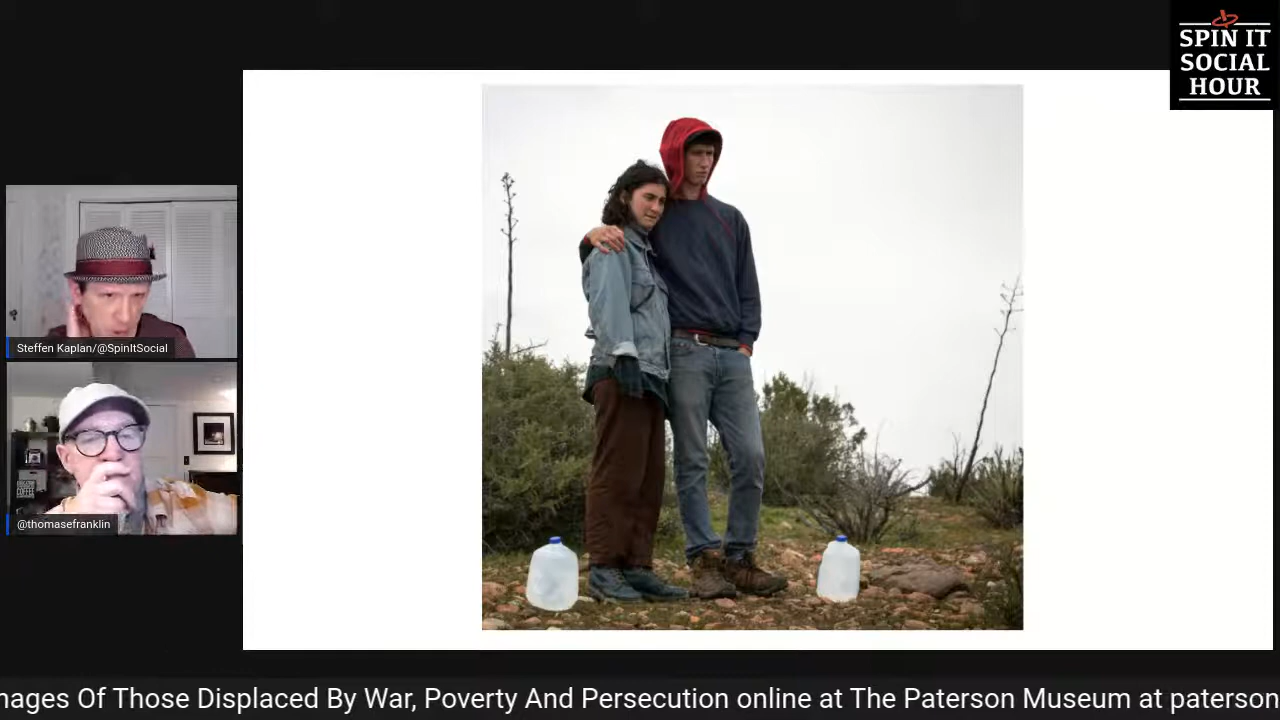 SPIN IT
SOCIAL
HOUR
Steffen Kaplan/@SpinItSocial
@thomasefranklin
mages Of Those Displaced By War, Poverty And Persecution online at The Paterson Museum at paterson